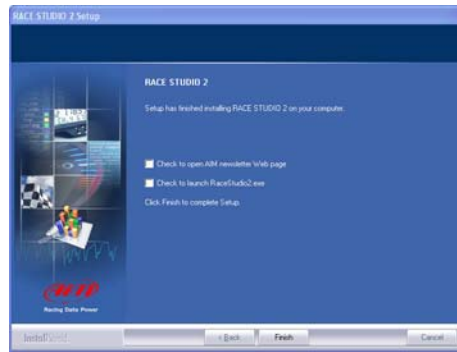 RACE STUDIO 2 Setup
RACE STUDIO 2
Setup has finished installing RACE STUDIO 2 on your computer.
Check to open AIM newsletter Web page
Check to launch RaceStudio2.exe
Click Finish to complete Setup.
AIM
Racing Data Power
< Back
Finish
Cancel